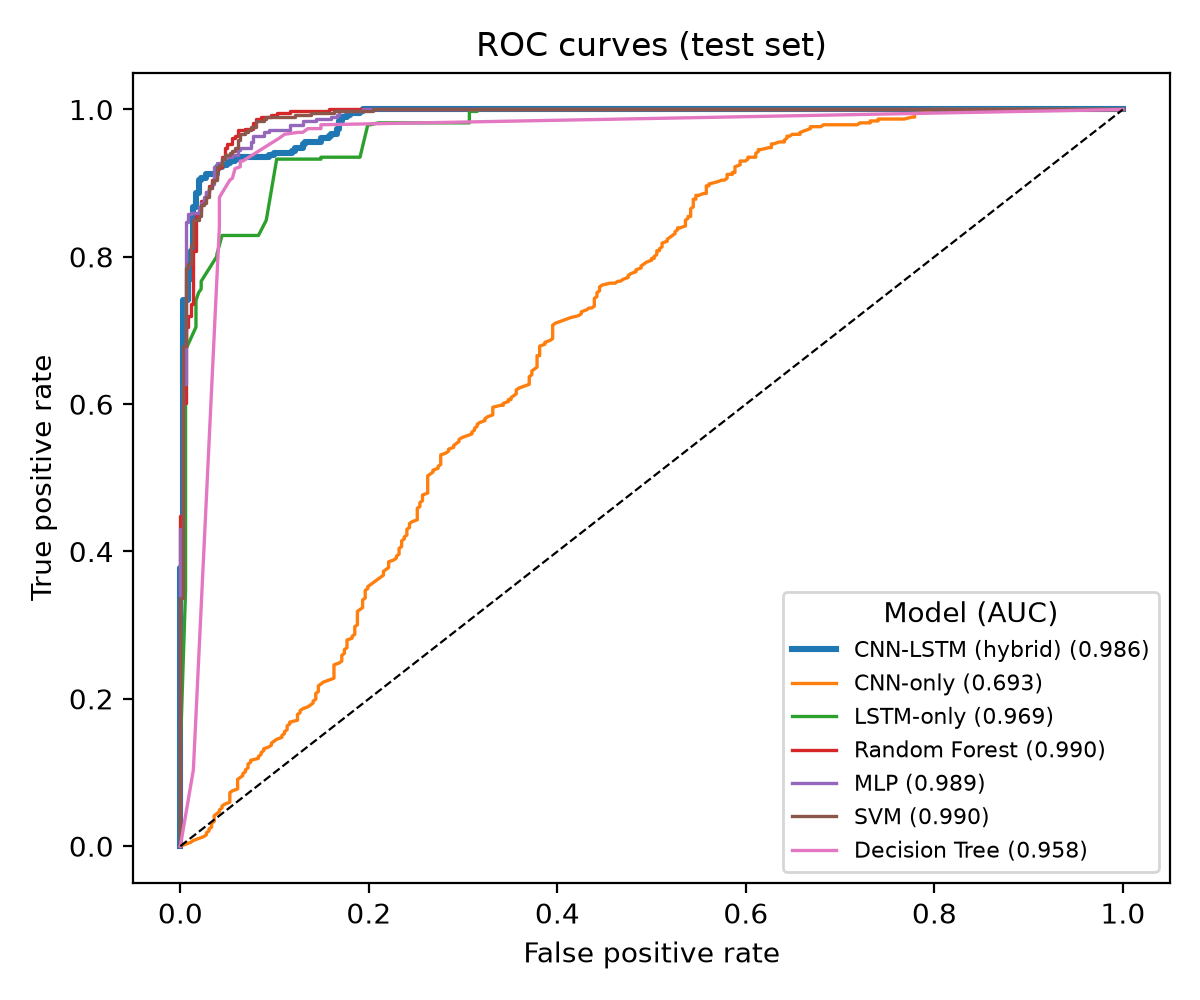 ROC curves (test set)
True positive rate
1.0
0.8
0.6
0.4
0.2
0.0
0.0 0.2 0.4 0.6 0.8 1.0
False positive rate
Model (AUC)
CNN-LSTM (hybrid) (0.986)
CNN-only (0.693)
LSTM-only (0.969)
Random Forest (0.990)
MLP (0.989)
SVM (0.990)
Decision Tree (0.958)